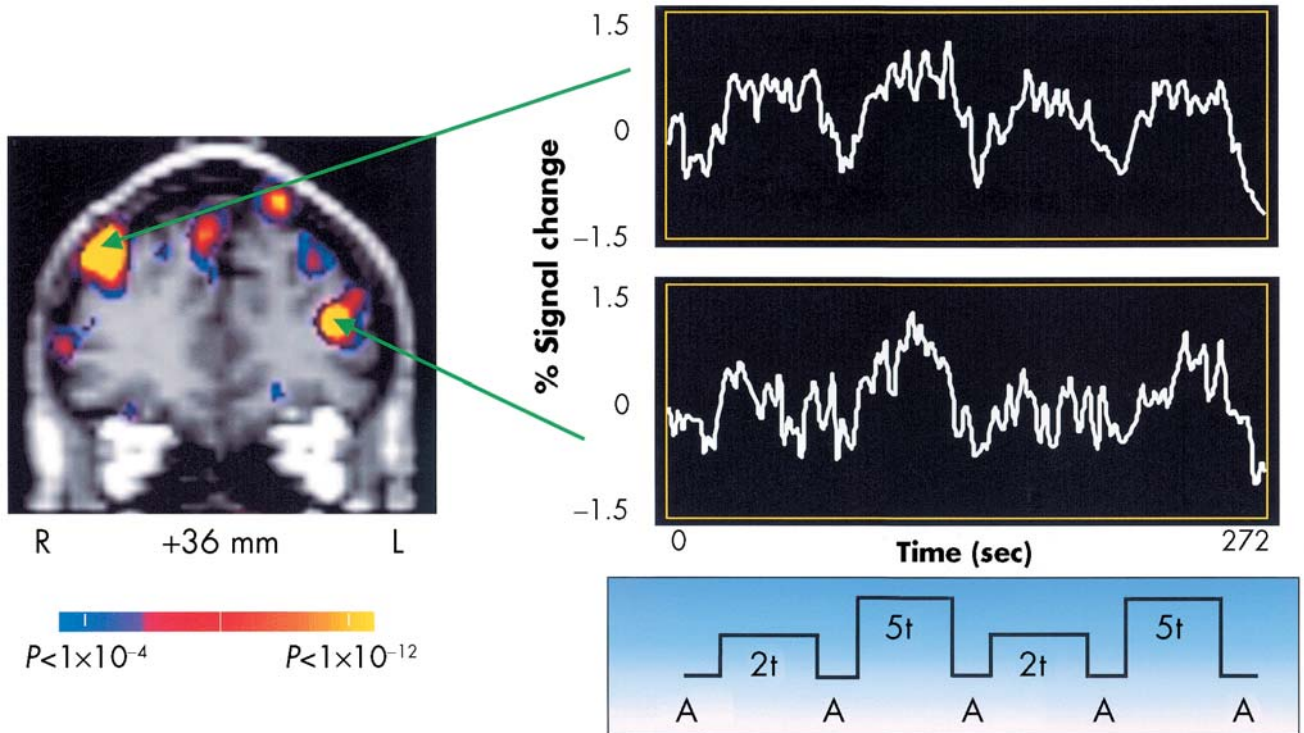 1.5
0
−1.5
% Signal change
1.5
0
−1.5
R +36 mm L
0 Time (sec) 272
P<1×10−4 P<1×10−12
2t 5t 2t 5t
A A A A A